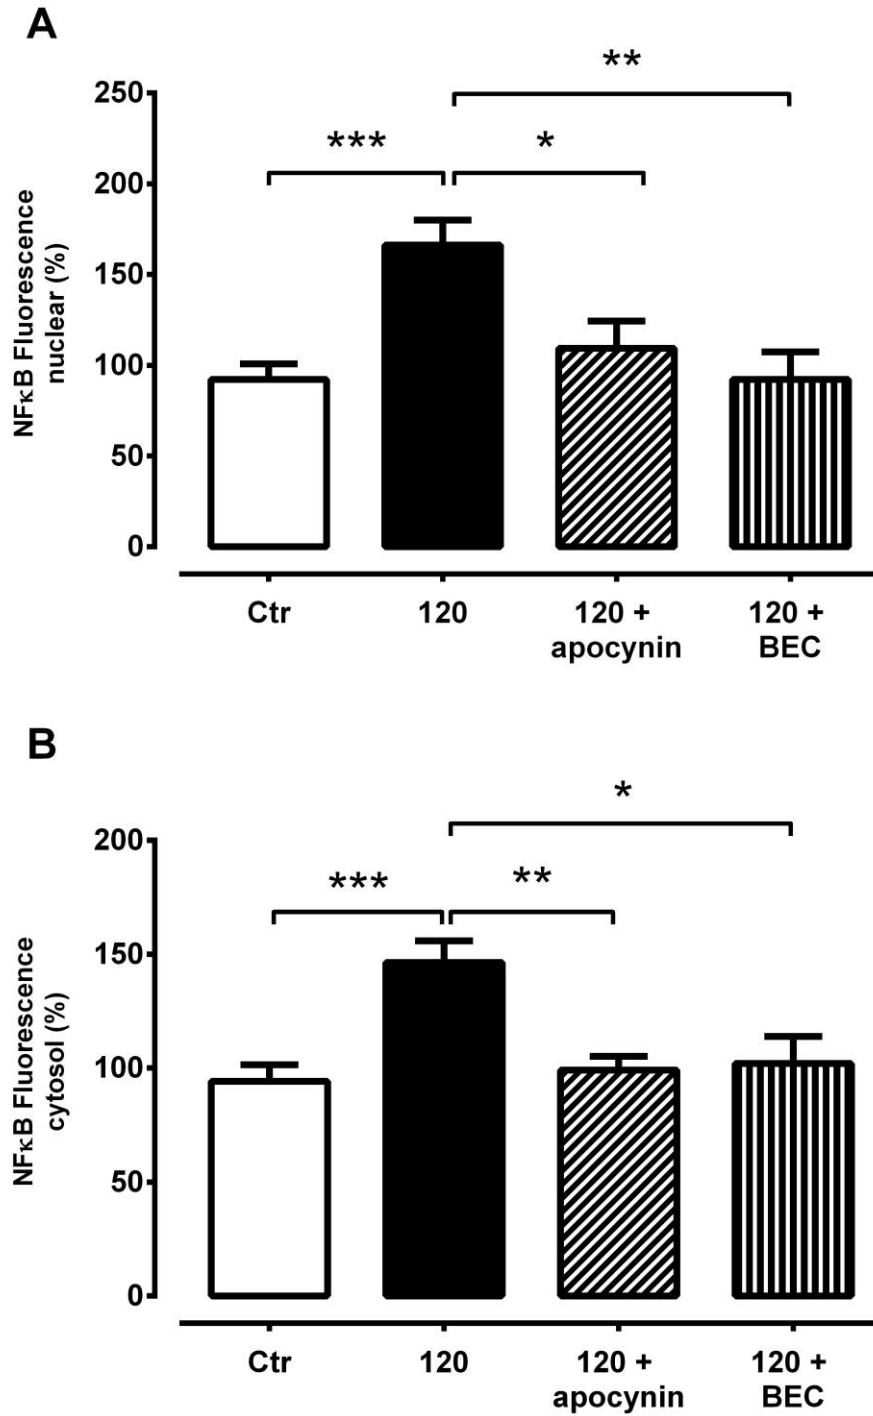 A
**
***
*
250
200
150
100
50
0
NFκB Fluorescence
nuclear (%)
Ctr
120
120 +
apocynin
120 +
BEC
B
*
***
**
200
150
100
50
0
NFκB Fluorescence
cytosol (%)
Ctr
120
120 +
apocynin
120 +
BEC